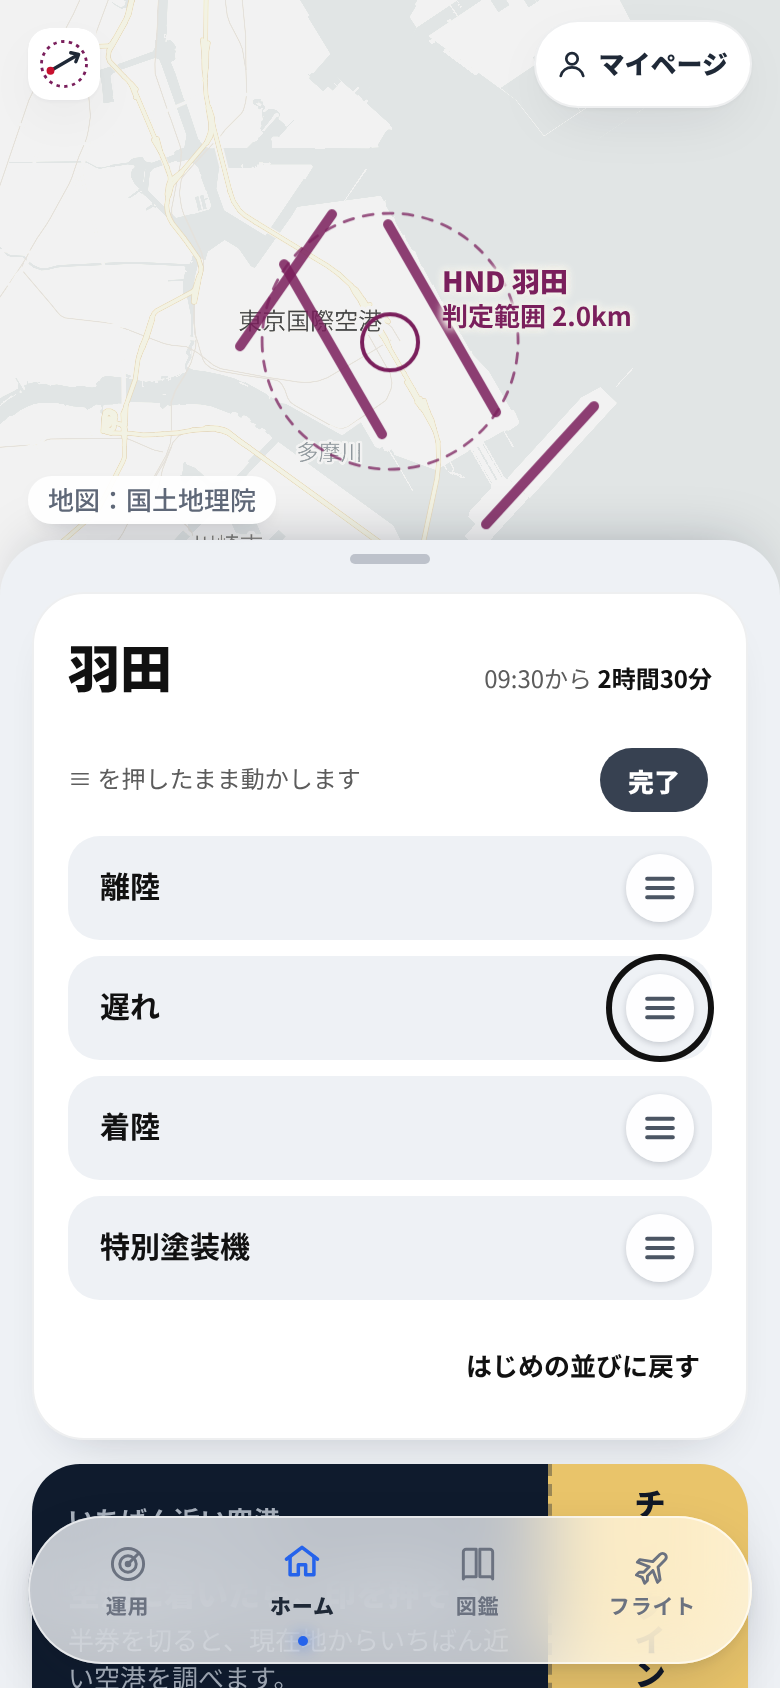 マイページ
HND 羽田
判定範囲 2.0km
東京国際空港
多摩川
地図：国土地理院
川崎市
羽田
09:30から 2時間30分
≡ を押したまま動かします
完了
離陸
遅れ
着陸
特別塗装機
はじめの並びに戻す
いちばん近い空港
チ
運用
ホーム
図鑑
フライト
半券を切ると、現在地からいちばん近
い空港を調べます。
イ
ン